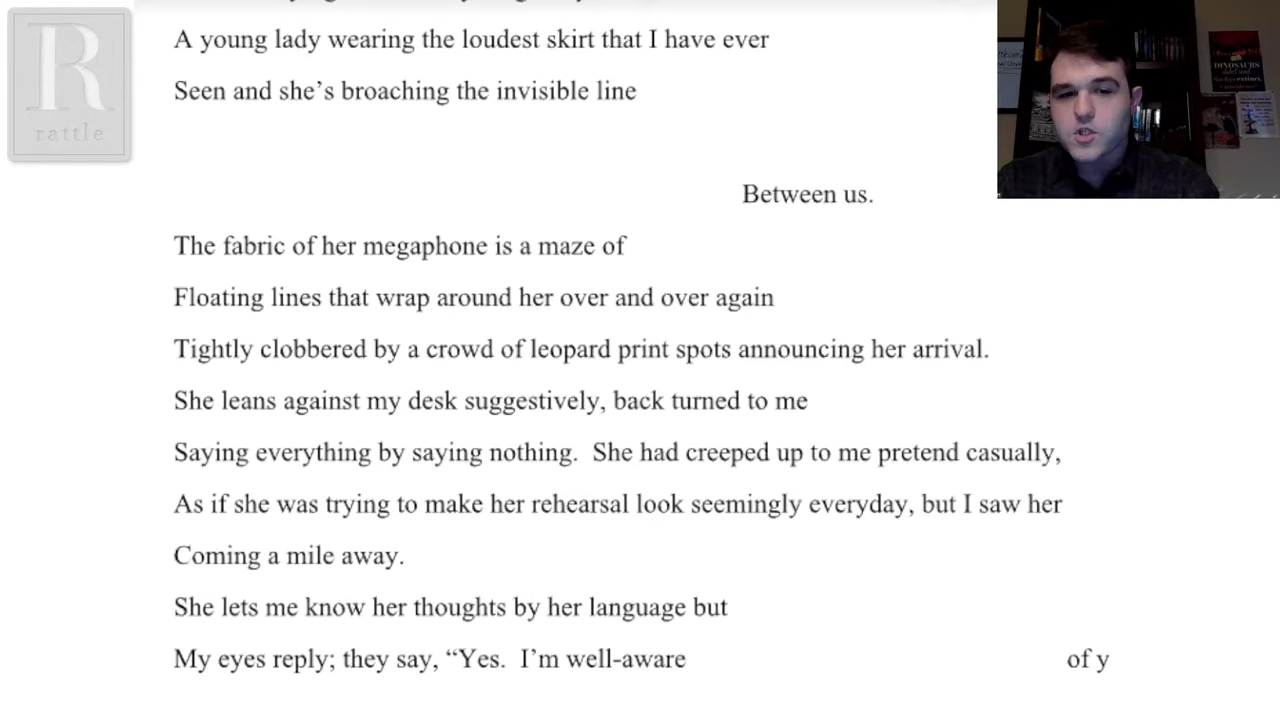 R
rattle
A young lady wearing the loudest skirt that I have ever
Seen and she's broaching the invisible line
Between us.
The fabric of her megaphone is a maze of
Floating lines that wrap around her over and over again
Tightly clobbered by a crowd of leopard print spots announcing her arrival.
She leans against my desk suggestively, back turned to me
Saying everything by saying nothing.  She had creeped up to me pretend casually,
As if she was trying to make her rehearsal look seemingly everyday, but I saw her
Coming a mile away.
She lets me know her thoughts by her language but
My eyes reply; they say, “Yes.  I'm well-aware of y
DINOSAURS